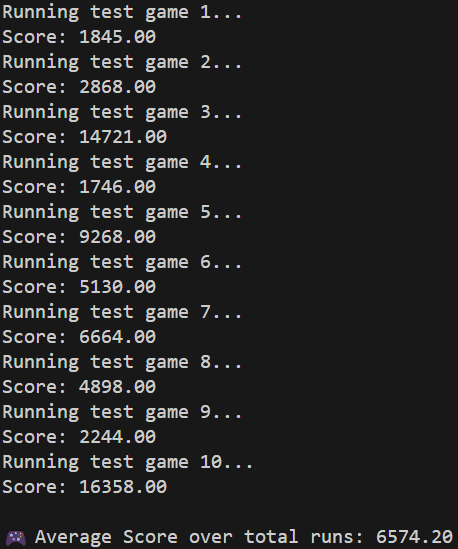 Running test game 1...
Score: 1845.00
Running test game 2...
Score: 2868.00
Running test game 3...
Score: 14721.00
Running test game 4...
Score: 1746.00
Running test game 5...
Score: 9268.00
Running test game 6...
Score: 5130.00
Running test game 7...
Score: 6664.00
Running test game 8...
Score: 4898.00
Running test game 9...
Score: 2244.00
Running test game 10...
Score: 16358.00
🎮 Average Score over total runs: 6574.20